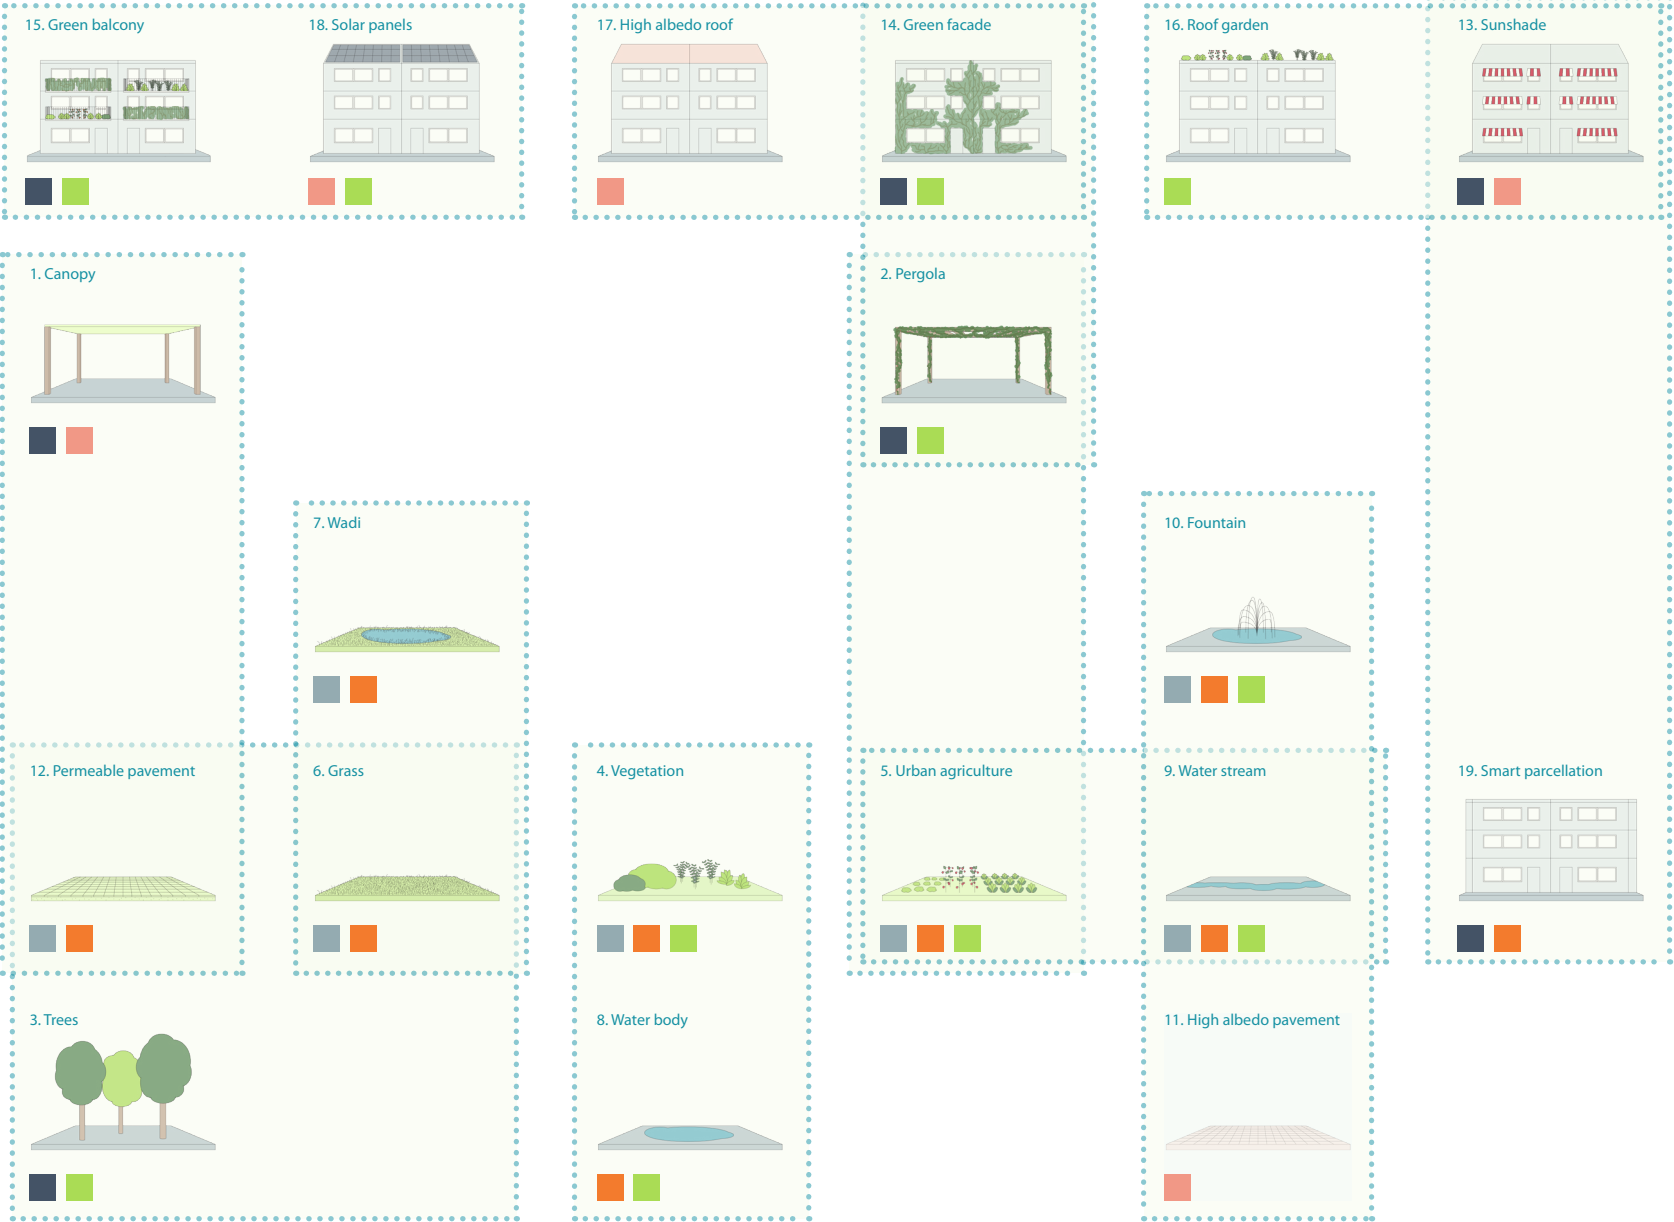 15. Green balcony
18. Solar panels
17. High albedo roof
14. Green facade
16. Roof garden
13. Sunshade
1. Canopy
2. Pergola
7. Wadi
10. Fountain
12. Permeable pavement
6. Grass
4. Vegetation
5. Urban agriculture
9. Water stream
19. Smart parcellation
3. Trees
8. Water body
11. High albedo pavement